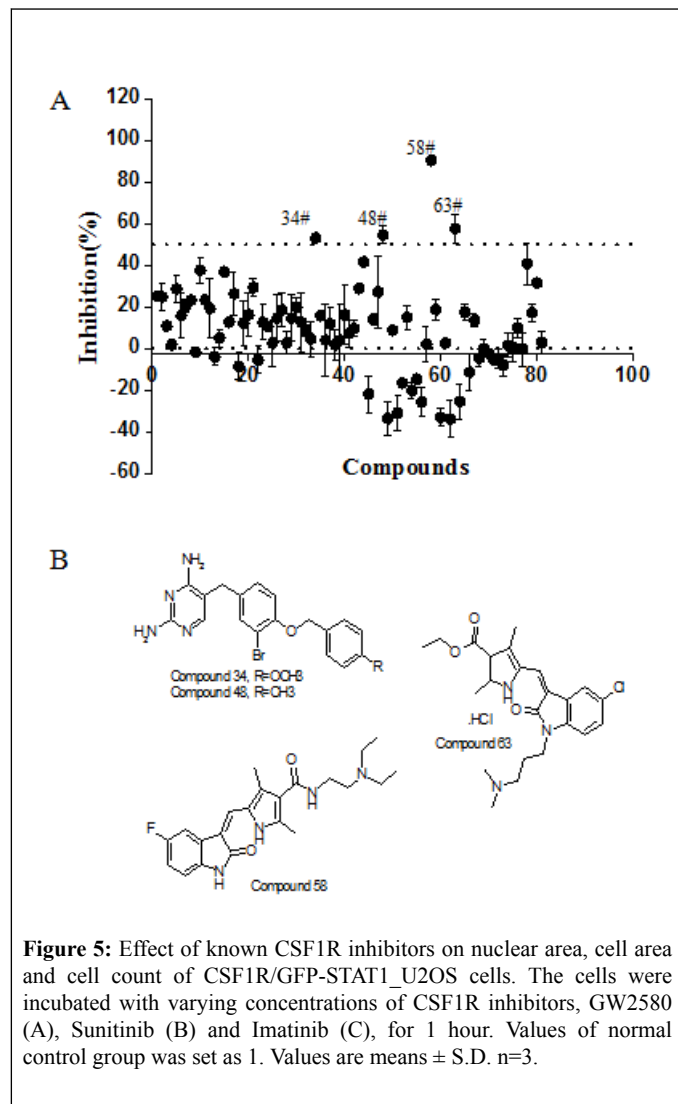 A
120
100
80
60
40
20
0
-20
-40
-60
Inhibition(%)
58#
34#
48#
63#
0 20 40 60 80 100
Compounds
B
NH2
N
NH2 N
Br
O
R
Compound 34, R=OCH3
Compound 48, R=CH3
O
O
N
H
.HCl
O
N
Cl
N
Compound 63
O
N
N
H
F
N
H
O
N
H
Compound 58
Figure 5: Effect of known CSF1R inhibitors on nuclear area, cell area
and cell count of CSF1R/GFP-STAT1_U2OS cells. The cells were
incubated with varying concentrations of CSF1R inhibitors, GW2580
(A), Sunitinib (B) and Imatinib (C), for 1 hour. Values of normal
control group was set as 1. Values are means ± S.D. n=3.